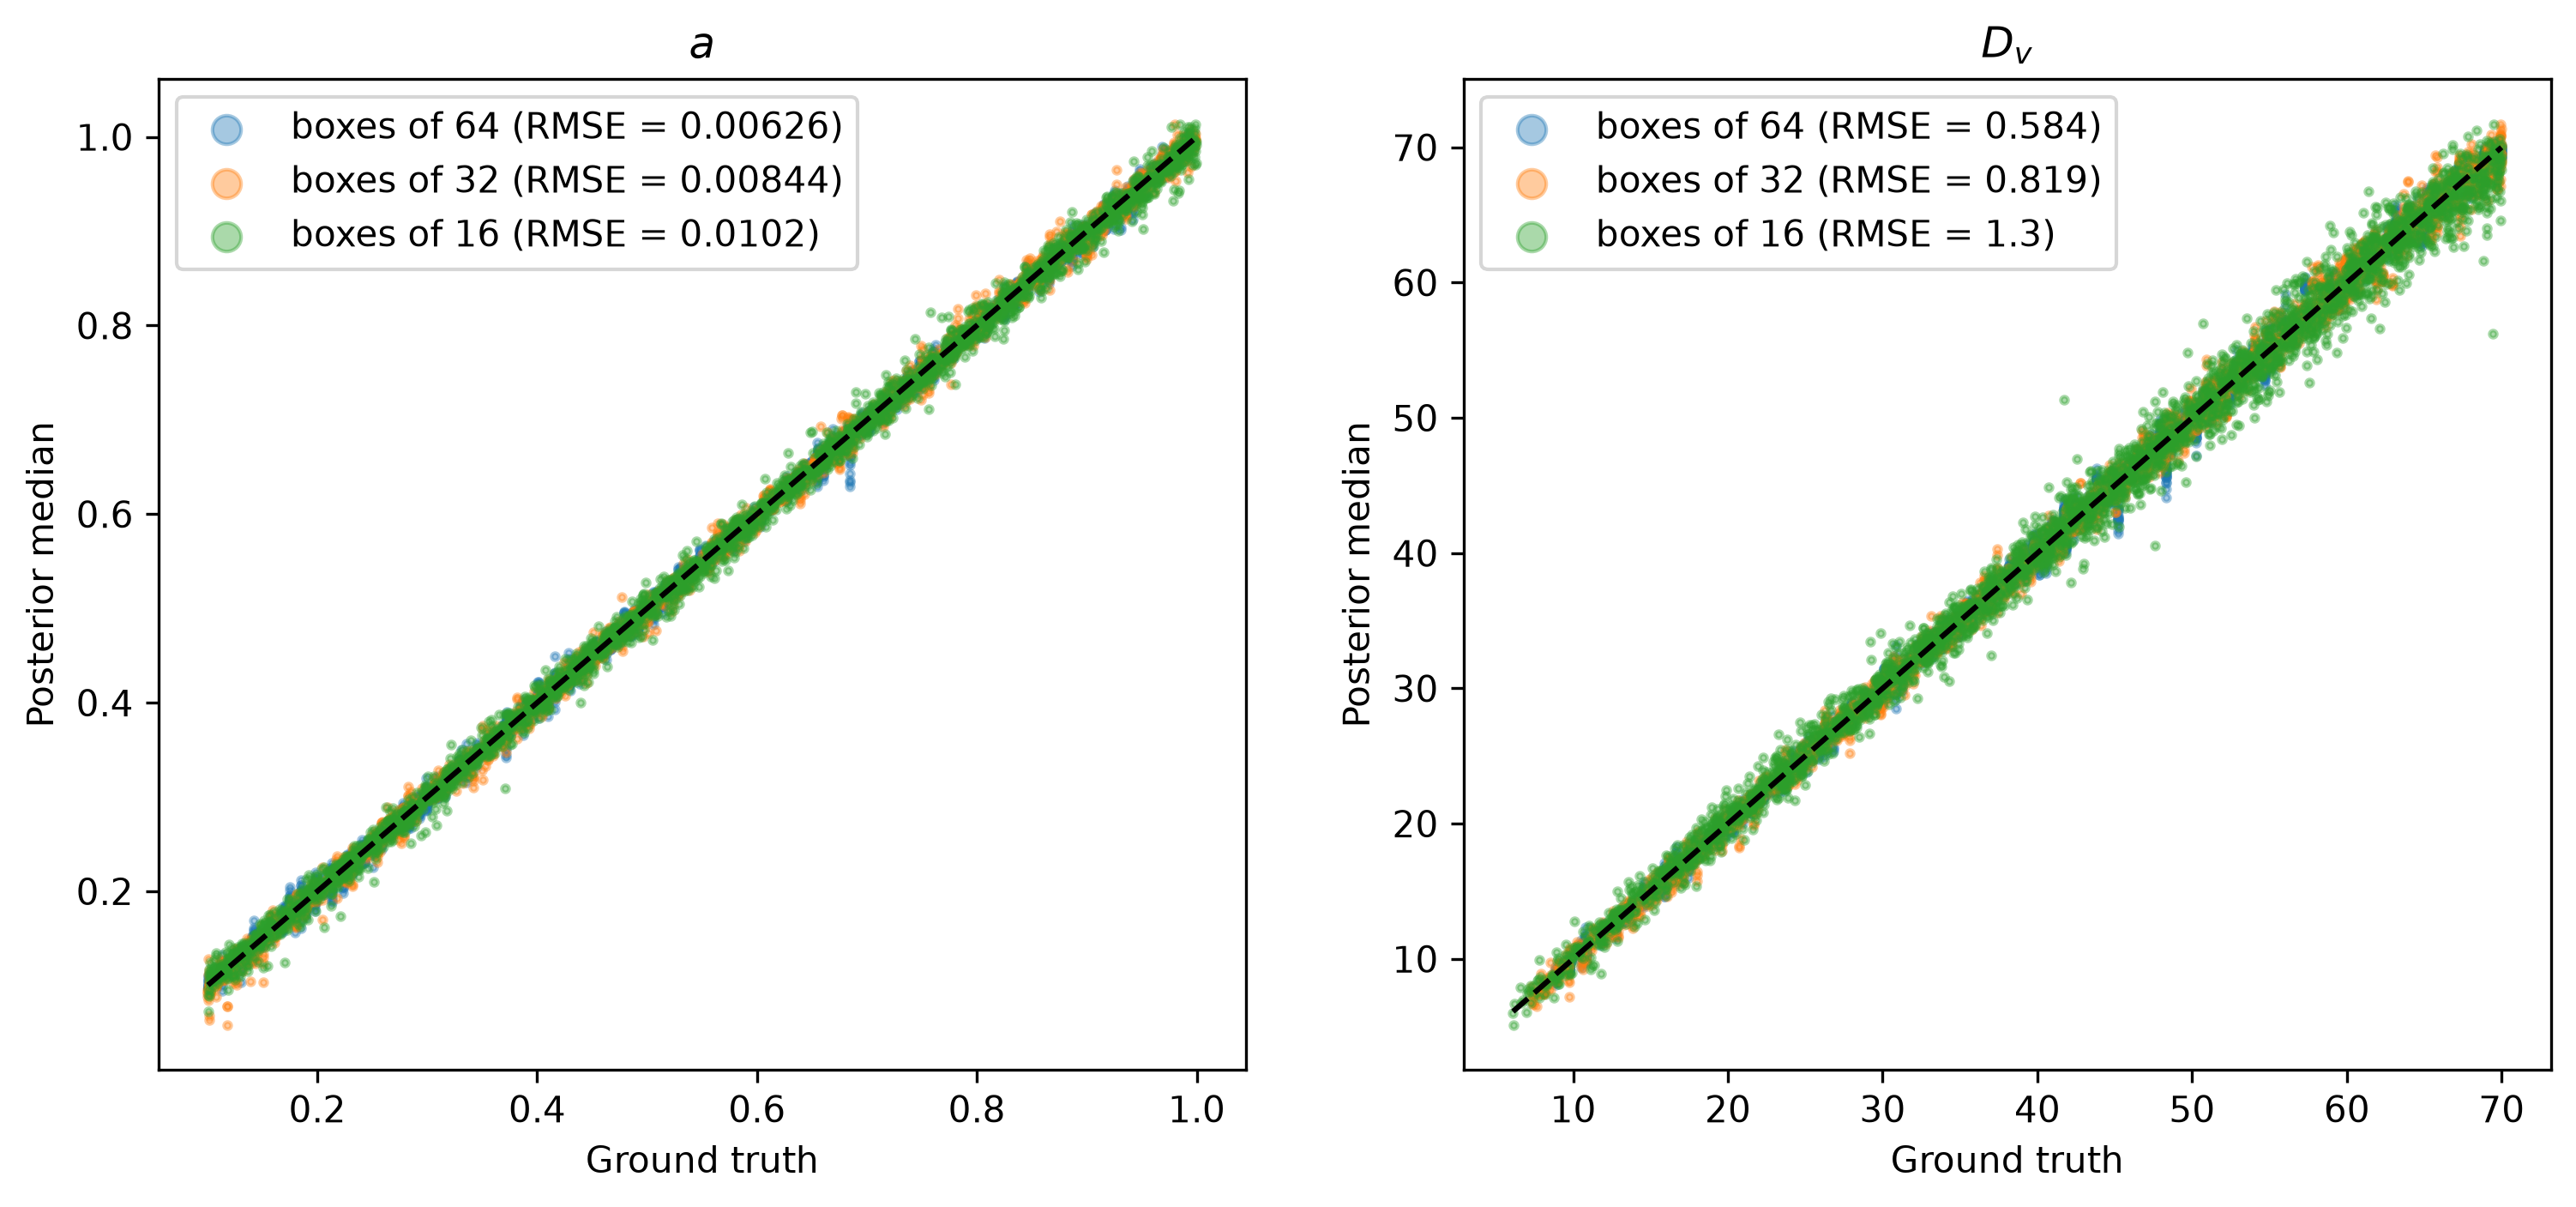 a
boxes of 64 (RMSE = 0.00626)
boxes of 32 (RMSE = 0.00844)
boxes of 16 (RMSE = 0.0102)
Posterior median
1.0
0.8
0.6
0.4
0.2
0.2 0.4 0.6 0.8 1.0
Ground truth
D_v
boxes of 64 (RMSE = 0.584)
boxes of 32 (RMSE = 0.819)
boxes of 16 (RMSE = 1.3)
Posterior median
70
60
50
40
30
20
10
10 20 30 40 50 60 70
Ground truth